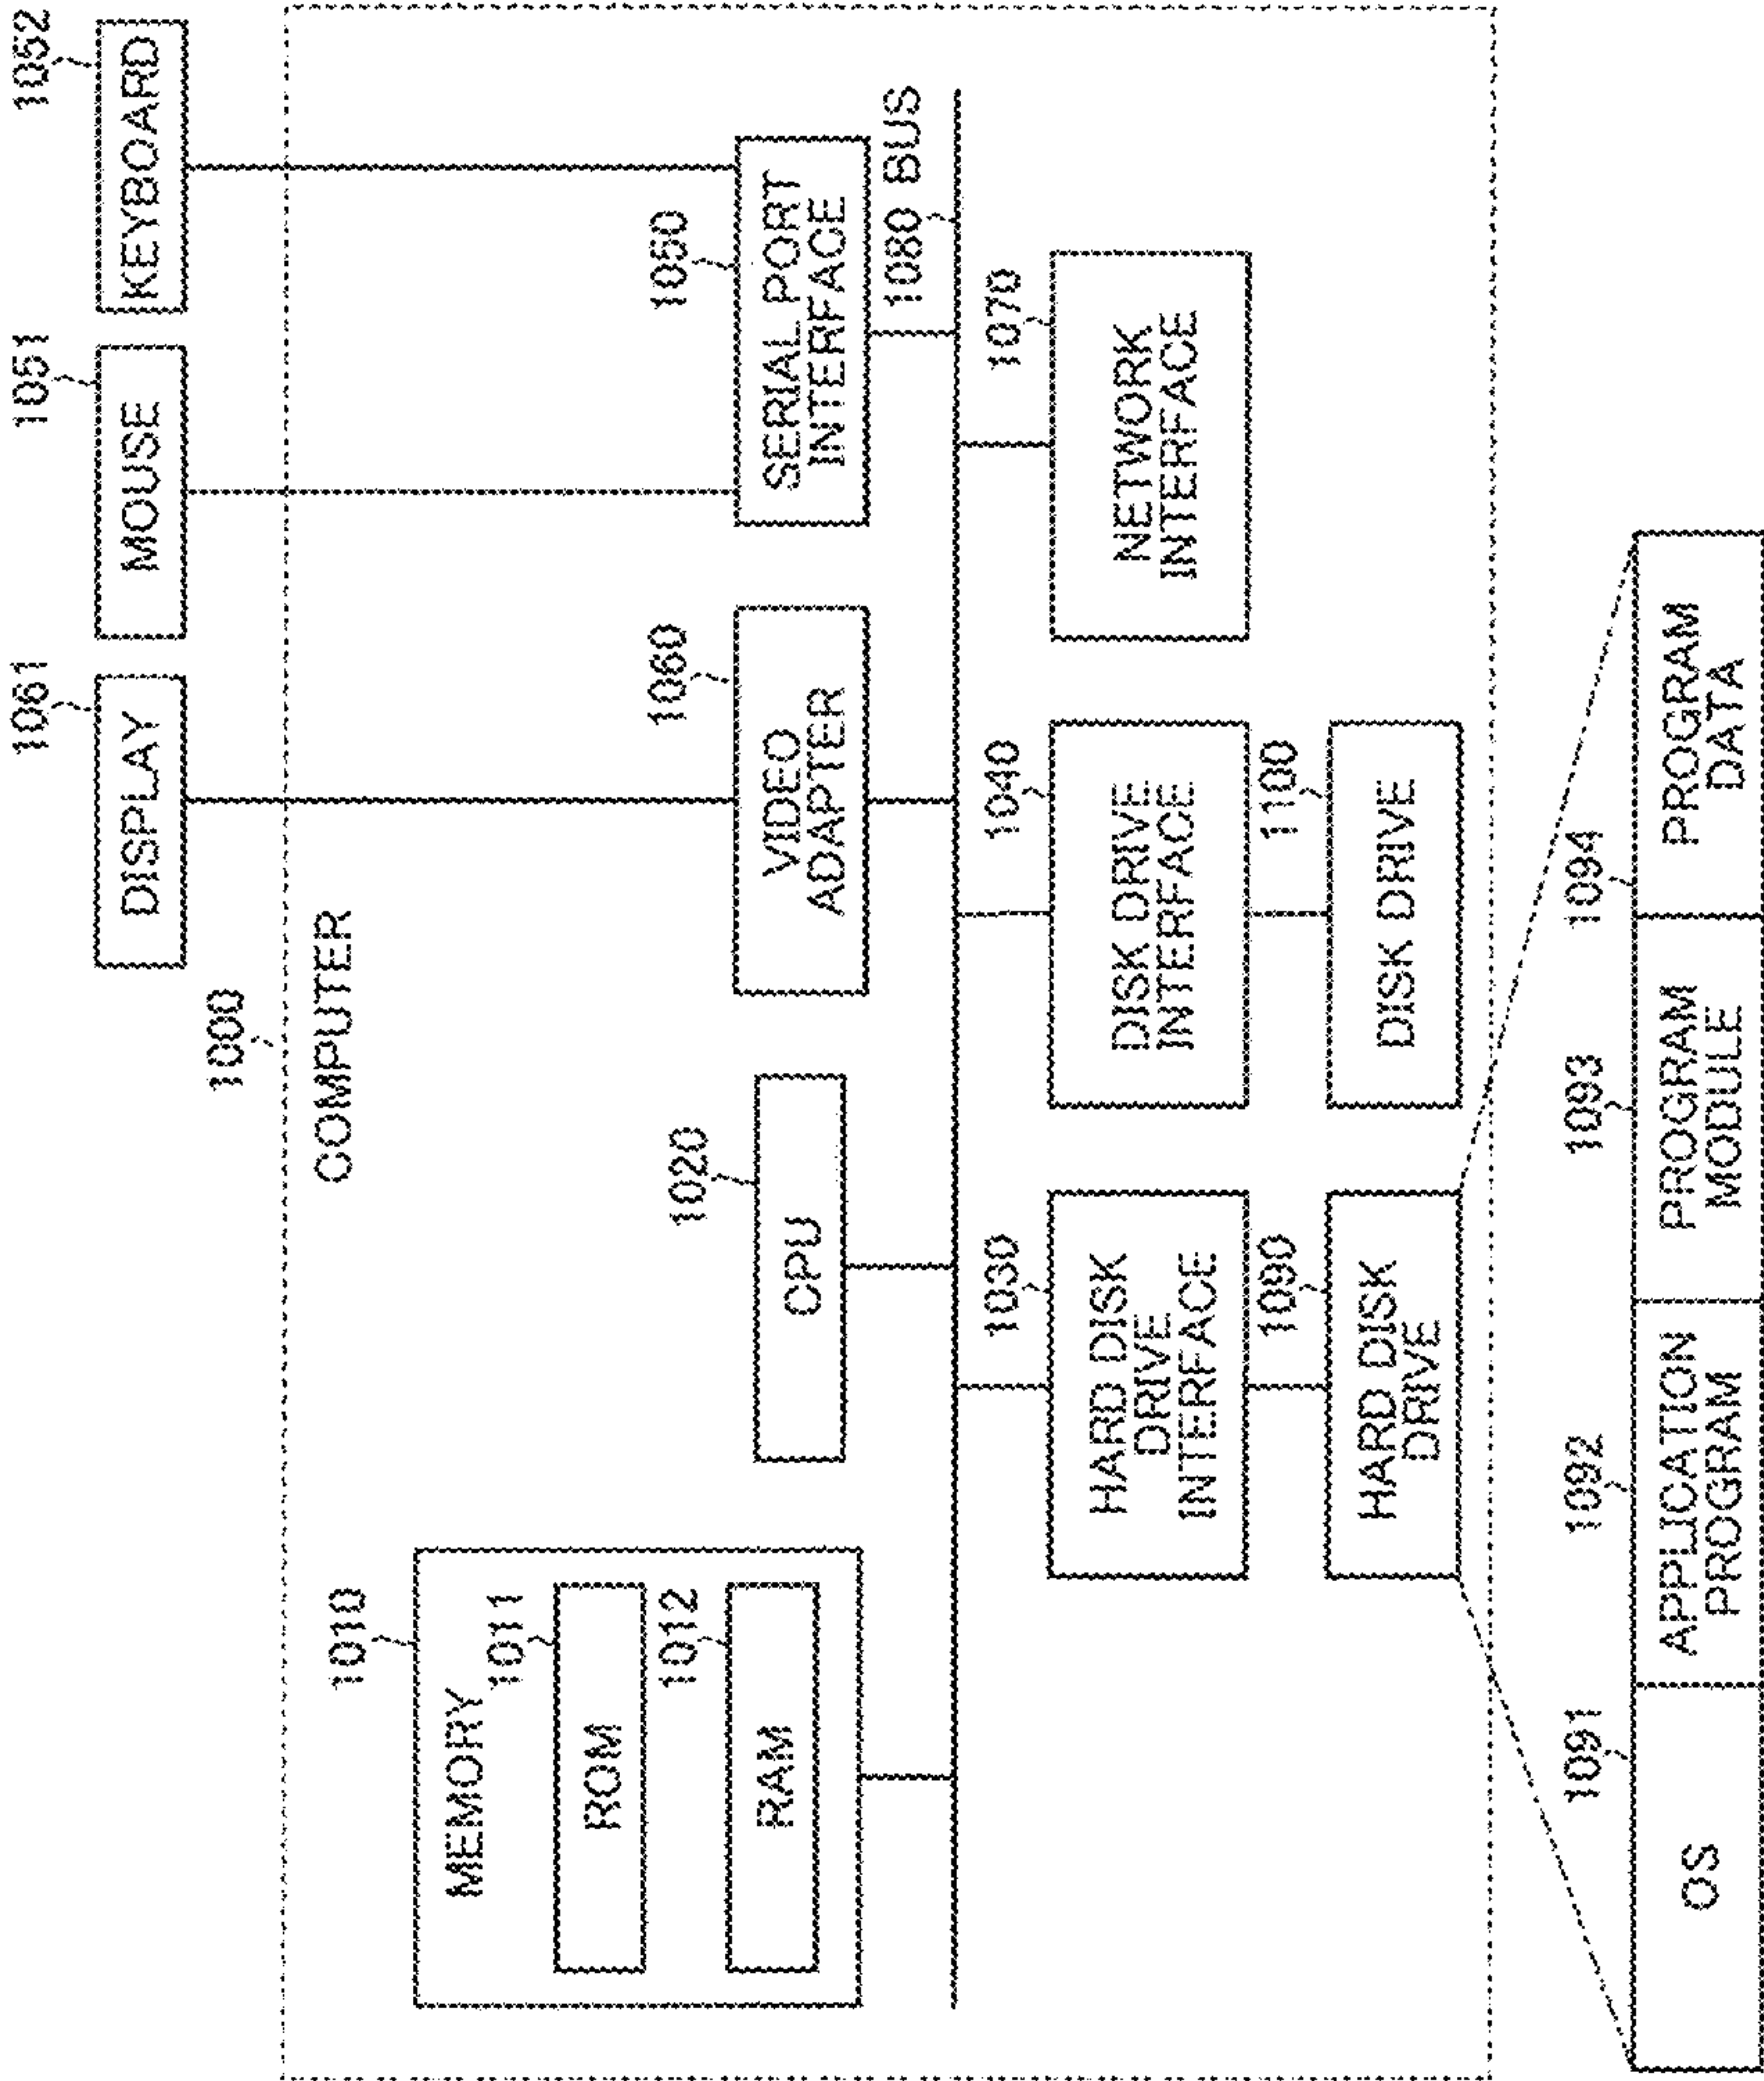 1061
1051
1052
DISPLAY
MOUSE
KEYBOARD
1000
COMPUTER
1010
MEMORY
1011
ROM
1012
RAM
1020
CPU
1060
VIDEO
ADAPTER
1050
SERIAL PORT
INTERFACE
1080 BUS
1030
HARD DISK
DRIVE
INTERFACE
1040
DISK DRIVE
INTERFACE
1070
NETWORK
INTERFACE
1090
HARD DISK
DRIVE
1100
DISK DRIVE
1091
OS
1092
APPLICATION
PROGRAM
1093
PROGRAM
MODULE
1094
PROGRAM
DATA